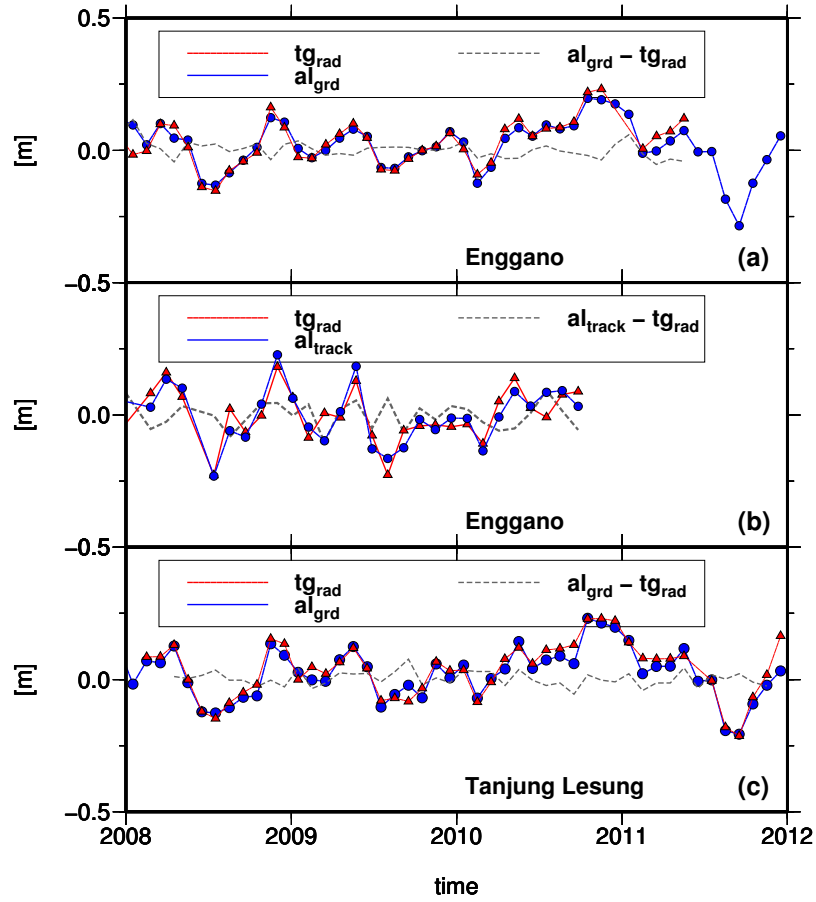 0.5
tg_rad
al_grd − tg_rad
al_grd
[m]
0.0
Enggano
(a)
−0.5
tg_rad
al_track − tg_rad
al_track
[m]
0.0
Enggano
(b)
−0.5
tg_rad
al_grd − tg_rad
al_grd
[m]
0.0
Tanjung Lesung
(c)
−0.5
2008 2009 2010 2011 2012
time